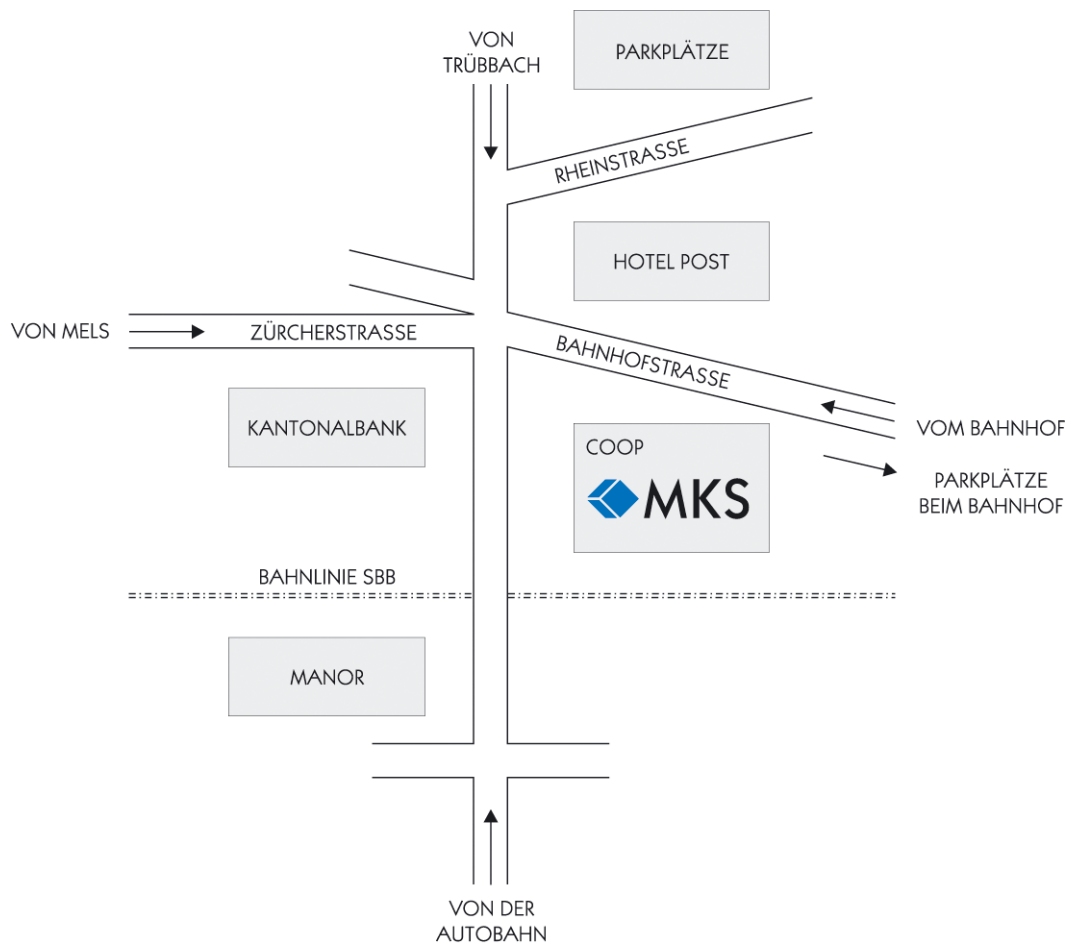 VON
TRÜBBACH
PARKPLÄTZE
RHEINSTRASSE
HOTEL POST
VON MELS
ZÜRCHERSTRASSE
BAHNHOFSTRASSE
KANTONALBANK
VOM BAHNHOF
COOP
MKS
PARKPLÄTZE
BEIM BAHNHOF
BAHNLINIE SBB
MANOR
VON DER
AUTOBAHN